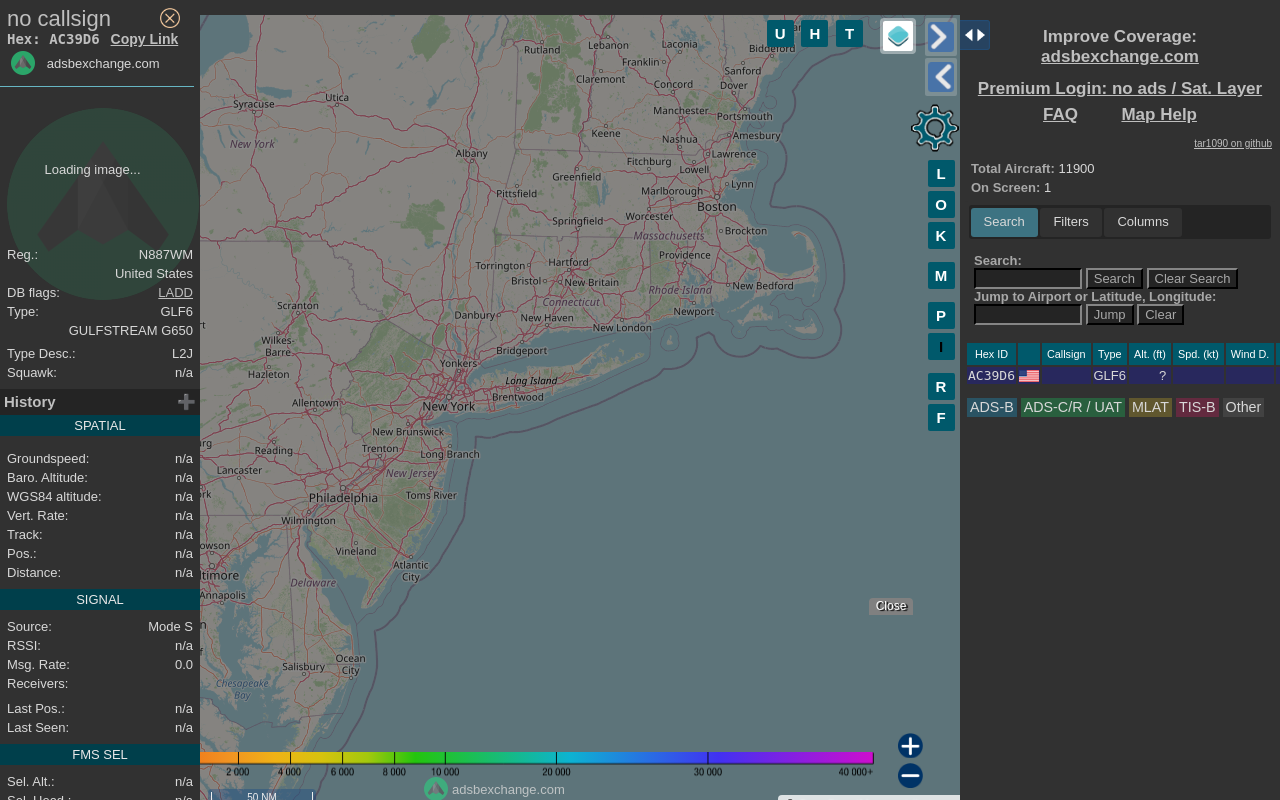 no callsign
Hex: AC39D6 Copy Link
adsbexchange.com
Loading image...
Reg.: N887WM
United States
DB flags: LADD
Type: GLF6
GULFSTREAM G650
Type Desc.: L2J
Squawk: n/a
History
SPATIAL
Groundspeed: n/a
Baro. Altitude: n/a
WGS84 altitude: n/a
Vert. Rate: n/a
Track: n/a
Pos.: n/a
Distance: n/a
SIGNAL
Source: Mode S
RSSI: n/a
Msg. Rate: 0.0
Receivers:
Last Pos.: n/a
Last Seen: n/a
FMS SEL
Sel. Alt.: n/a
U H T
Rutland
Lebanon
Laconia
Biddeford
Franklin
Sanford
Claremont
Concord
Dover
Syracuse
Utica
Manchester
Portsmouth
Keene
Nashua
Amesbury
New York
Albany
Fitchburg
Lawrence
Greenfield
Lowell
Pittsfield
Marlborough
Lynn
Worcester
Boston
Springfield
Massachusetts
Brockton
Providence
Torrington
Hartford
Bristol
New Britain
Rhode Island
New Bedford
Connecticut
Scranton
Danbury
New Haven
Newport
New London
Wilkes-
Barre
Bridgeport
Yonkers
Hazleton
Long Island
Brentwood
Allentown
New York
New Brunswick
Reading
Trenton
Long Branch
Lancaster
New Jersey
Philadelphia
Toms River
Wilmington
Vineland
Atlantic
City
owson
ltimore
Delaware
Annapolis
Ocean
City
Salisbury
Chesapeake
Bay
L
O
K
M
P
I
R
F
Close
2 000 4 000 6 000 8 000 10 000 20 000 30 000 40 000+
adsbexchange.com
50 NM
Improve Coverage:
adsbexchange.com
Premium Login: no ads / Sat. Layer
FAQ Map Help
tar1090 on github
Total Aircraft: 11900
On Screen: 1
Search Filters Columns
Search:
Search Clear Search
Jump to Airport or Latitude, Longitude:
Jump Clear
Hex ID Callsign Type Alt. (ft) Spd. (kt) Wind D.
AC39D6 GLF6 ?
ADS-B ADS-C/R / UAT MLAT TIS-B Other